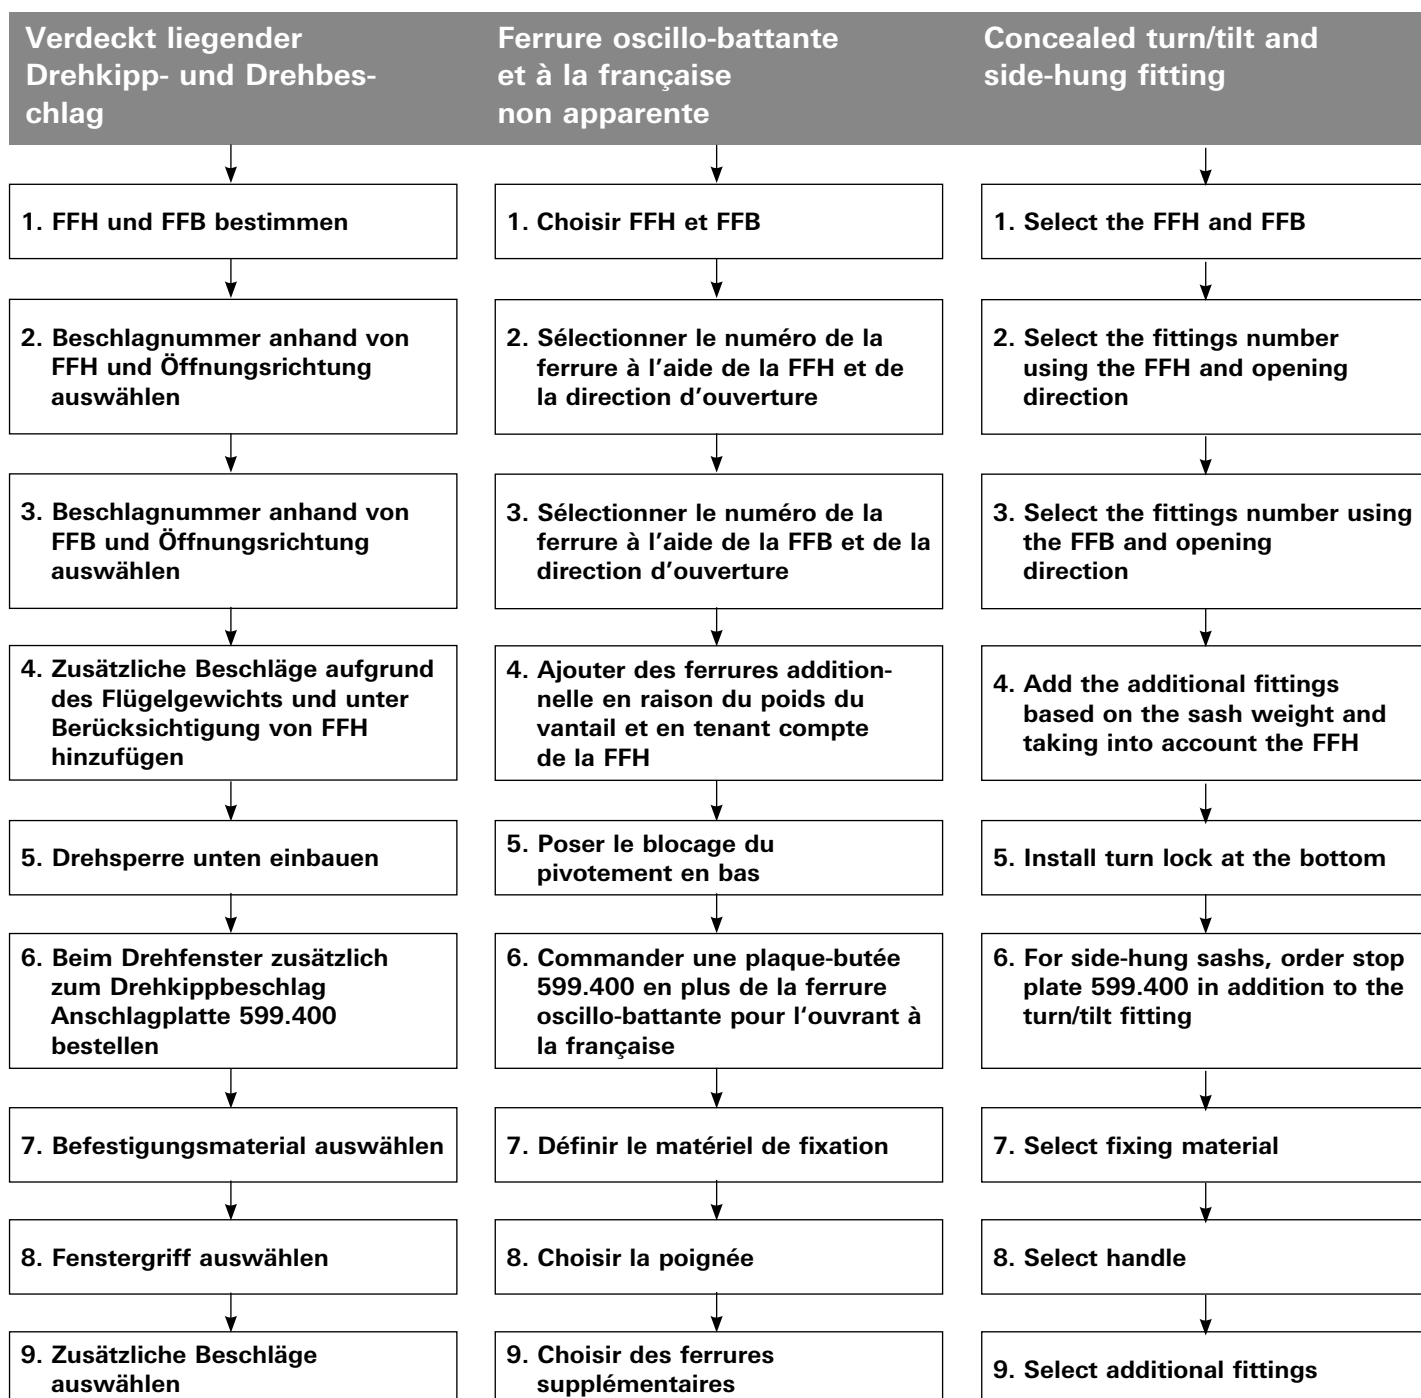 Verdeckt liegender
Drehkipp- und Drehbes-
chlag
1. FFH und FFB bestimmen
2. Beschlagnummer anhand von
FFH und Öffnungsrichtung
auswählen
3. Beschlagnummer anhand von
FFB und Öffnungsrichtung
auswählen
4. Zusätzliche Beschläge aufgrund
des Flügelgewichts und unter
Berücksichtigung von FFH
hinzufügen
5. Drehsperre unten einbauen
6. Beim Drehfenster zusätzlich
zum Drehkippbeschlag
Anschlagplatte 599.400
bestellen
7. Befestigungsmaterial auswählen
8. Fenstergriff auswählen
9. Zusätzliche Beschläge
auswählen
Ferrure oscillo-battante
et à la française
non apparente
1. Choisir FFH et FFB
2. Sélectionner le numéro de la
ferrure à l’aide de la FFH et de
la direction d’ouverture
3. Sélectionner le numéro de la
ferrure à l’aide de la FFB et de la
direction d’ouverture
4. Ajouter des ferrures addition-
nelle en raison du poids du
vantail et en tenant compte
de la FFH
5. Poser le blocage du
pivotement en bas
6. Commander une plaque-butée
599.400 en plus de la ferrure
oscillo-battante pour l‘ouvrant à
la française
7. Définir le matériel de fixation
8. Choisir la poignée
9. Choisir des ferrures
supplémentaires
Concealed turn/tilt and
side-hung fitting
1. Select the FFH and FFB
2. Select the fittings number
using the FFH and opening
direction
3. Select the fittings number using
the FFB and opening
direction
4. Add the additional fittings
based on the sash weight and
taking into account the FFH
5. Install turn lock at the bottom
6. For side-hung sashs, order stop
plate 599.400 in addition to the
turn/tilt fitting
7. Select fixing material
8. Select handle
9. Select additional fittings